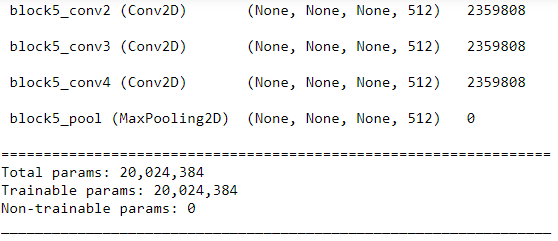 block5_conv2 (Conv2D) (None, None, None, 512) 2359808
block5_conv3 (Conv2D) (None, None, None, 512) 2359808
block5_conv4 (Conv2D) (None, None, None, 512) 2359808
block5_pool (MaxPooling2D) (None, None, None, 512) 0
=================================================================
Total params: 20,024,384
Trainable params: 20,024,384
Non-trainable params: 0
_________________________________________________________________